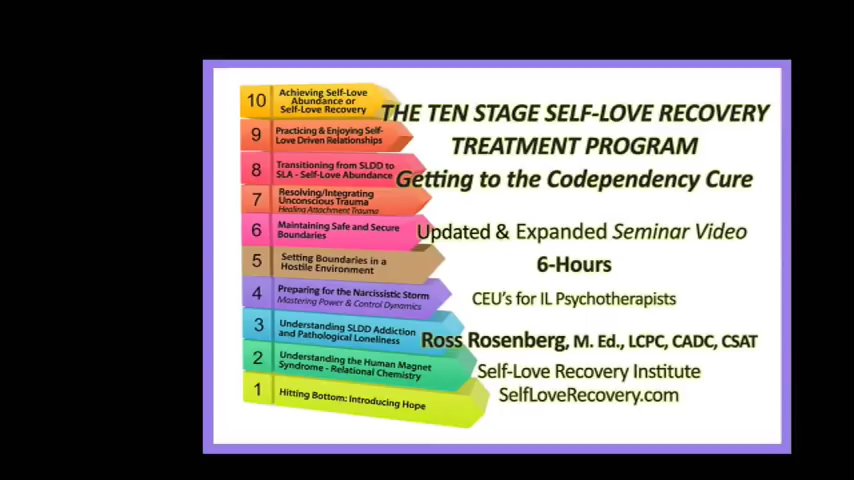 10 Achieving Self-Love
Abundance or
Self-Love Recovery
9 Practicing & Enjoying Self-
Love Driven Relationships
8 Transitioning from SLDD to
SLA - Self-Love Abundance
7 Resolving/Integrating
Unconscious Trauma
Healing Attachment Trauma
6 Maintaining Safe and Secure
Boundaries
5 Setting Boundaries in a
Hostile Environment
4 Preparing for the Narcissistic Storm
Mastering Power & Control Dynamics
3 Understanding SLDD Addiction
and Pathological Loneliness
2 Understanding the Human Magnet
Syndrome - Relational Chemistry
1 Hitting Bottom: Introducing Hope
THE TEN STAGE SELF-LOVE RECOVERY
TREATMENT PROGRAM
Getting to the Codependency Cure
Updated & Expanded Seminar Video
6-Hours
CEU's for IL Psychotherapists
Ross Rosenberg, M. Ed., LCPC, CADC, CSAT
Self-Love Recovery Institute
SelfLoveRecovery.com